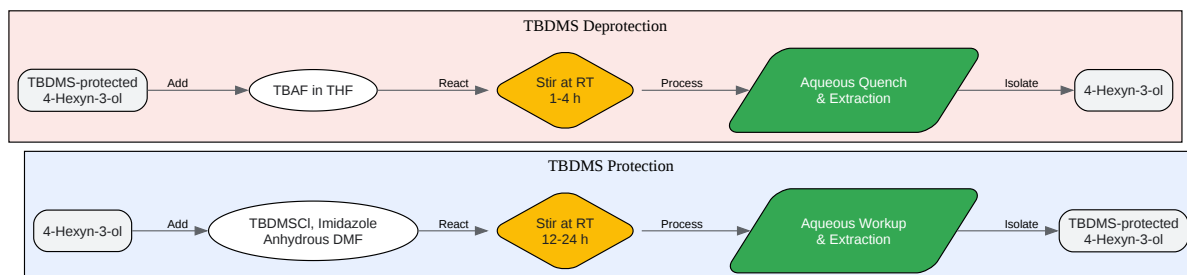 TBDMS Deprotection
TBDMS-protected
4-Hexyn-3-ol
Add
TBAF in THF
React
Stir at RT
1-4 h
Process
Aqueous Quench
& Extraction
Isolate
4-Hexyn-3-ol
TBDMS Protection
4-Hexyn-3-ol
Add
TBDMSCl, Imidazole
Anhydrous DMF
React
Stir at RT
12-24 h
Process
Aqueous Workup
& Extraction
Isolate
TBDMS-protected
4-Hexyn-3-ol